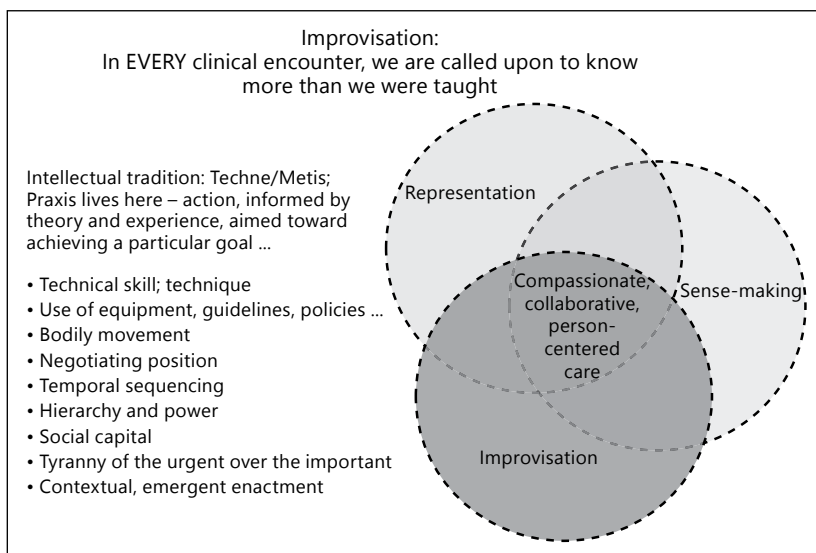 Improvisation:
In EVERY clinical encounter, we are called upon to know
more than we were taught
Intellectual tradition: Techne/Metis;
Praxis lives here – action, informed by
theory and experience, aimed toward
achieving a particular goal ...
• Technical skill; technique
• Use of equipment, guidelines, policies ...
• Bodily movement
• Negotiating position
• Temporal sequencing
• Hierarchy and power
• Social capital
• Tyranny of the urgent over the important
• Contextual, emergent enactment
Representation
Compassionate,
collaborative,
person-
centered
care
Sense-making
Improvisation